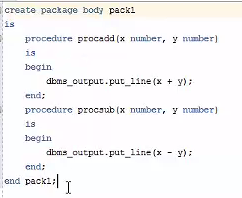 create package body pack1
is
procedure procadd(x number, y number)
is
begin
dbms_output.put_line(x + y);
end;
procedure procsub(x number, y number)
is
begin
dbms_output.put_line(x - y);
end;
end pack1;